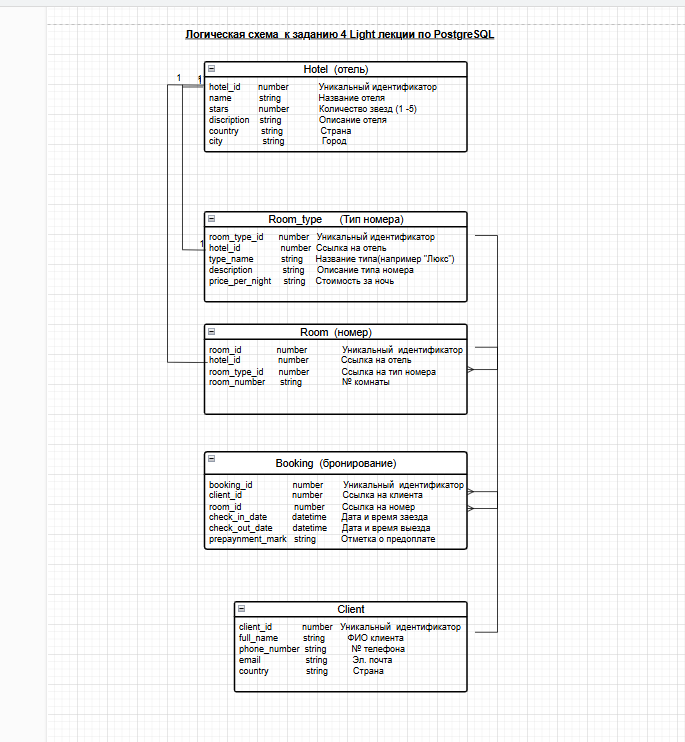 Логическая схема к заданию 4 Light лекции по PostgreSQL
Hotel (отель)
1 1
hotel_id number Уникальный идентификатор
name string Название отеля
stars number Количество звезд (1 -5)
discription string Описание отеля
country string Страна
city string Город
Room_type (Тип номера)
room_type_id number Уникальный идентификатор
1
hotel_id number Ссылка на отель
type_name string Название типа(например "Люкс")
description string Описание типа номера
price_per_night string Стоимость за ночь
Room (номер)
room_id number Уникальный идентификатор
hotel_id number Ссылка на отель
room_type_id number Ссылка на тип номера
room_number string № комнаты
Booking (бронирование)
booking_id number Уникальный идентификатор
client_id number Ссылка на клиента
room_id number Ссылка на номер
check_in_date datetime Дата и время заезда
check_out_date datetime Дата и время выезда
prepaynment_mark string Отметка о предоплате
Client
client_id number Уникальный идентификатор
full_name string ФИО клиента
phone_number string № телефона
email string Эл. почта
country string Страна